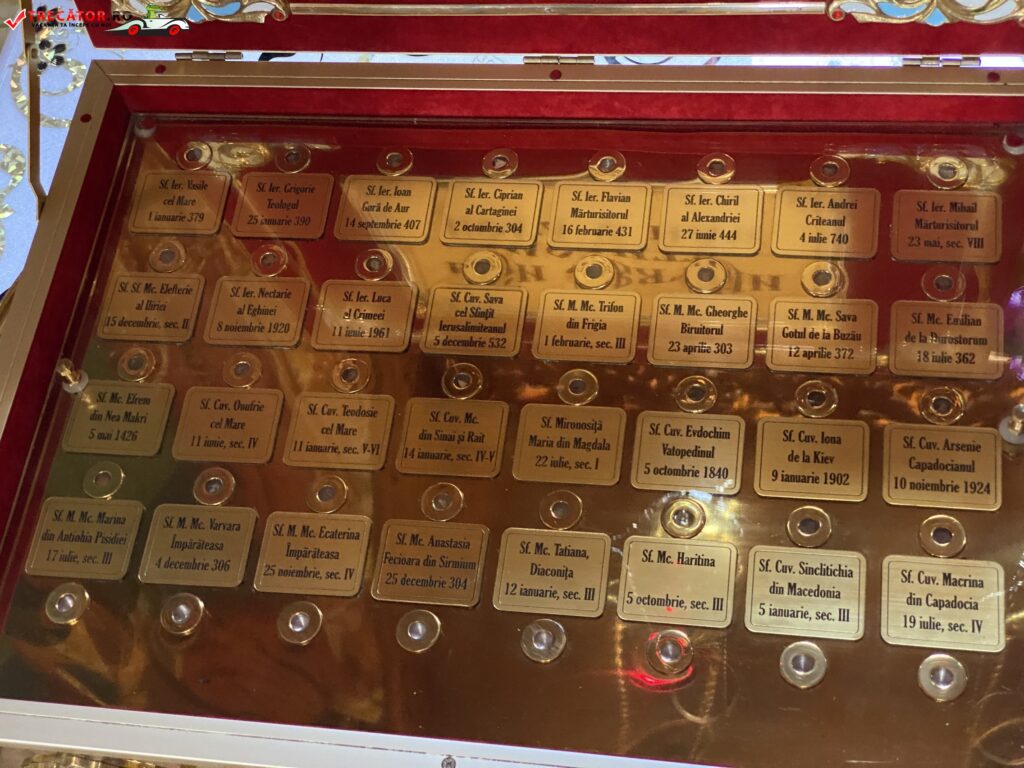 TRECĂTOR.RO
VACANȚA TA ÎNCEPE CU NOI
Sf. Ier. Vasile
cel Mare
1 ianuarie 379
Sf. Ier. Grigorie
Teologul
25 ianuarie 390
Sf. Ier. Ioan
Gură de Aur
14 septembrie 407
Sf. Ier. Ciprian
al Cartaginei
2 octombrie 304
Sf. Ier. Flavian
Mărturisitorul
16 februarie 431
Sf. Ier. Chiril
al Alexandriei
27 iunie 444
Sf. Ier. Andrei
Criteanul
4 iulie 740
Sf. Ier. Mihail
Mărturisitorul
23 mai, sec. VIII
Sf. Sf. Mc. Elefterie
al Iliriei
15 decembrie, sec. II
Sf. Ier. Nectarie
al Eghinei
8 noiembrie 1920
Sf. Ier. Luca
al Crimeei
11 iunie 1961
Sf. Cuv. Sava
cel Sfințit
Ierusalimiteanul
5 decembrie 532
Sf. M. Mc. Trifon
din Frigia
1 februarie, sec. III
Sf. M. Mc. Gheorghe
Biruitorul
23 aprilie 303
Sf. M. Mc. Sava
Gotul de la Buzău
12 aprilie 372
Sf. Mc. Emilian
de la Durostorum
18 iulie 362
Sf. Mc. Efrem
din Nea Makri
5 mai 1426
Sf. Cuv. Onufrie
cel Mare
11 iunie, sec. IV
Sf. Cuv. Teodosie
cel Mare
11 ianuarie, sec. V-VI
Sf. Cuv. Mc.
din Sinai și Rait
14 ianuarie, sec. IV-V
Sf. Mironosiță
Maria din Magdala
22 iulie, sec. I
Sf. Cuv. Evdochim
Vatopedinul
5 octombrie 1840
Sf. Cuv. Iona
de la Kiev
9 ianuarie 1902
Sf. Cuv. Arsenie
Capadocianul
10 noiembrie 1924
Sf. M. Mc. Marina
din Antiohia Pisidiei
17 iulie, sec. III
Sf. M. Mc. Varvara
Împărăteasa
4 decembrie 306
Sf. M. Mc. Ecaterina
Împărăteasa
25 noiembrie, sec. IV
Sf. Mc. Anastasia
Fecioara din Sirmium
25 decembrie 304
Sf. Mc. Tatiana,
Diaconița
12 ianuarie, sec. III
Sf. Mc. Haritina
5 octombrie, sec. III
Sf. Cuv. Sinclitichia
din Macedonia
5 ianuarie, sec. III
Sf. Cuv. Macrina
din Capadocia
19 iulie, sec. IV